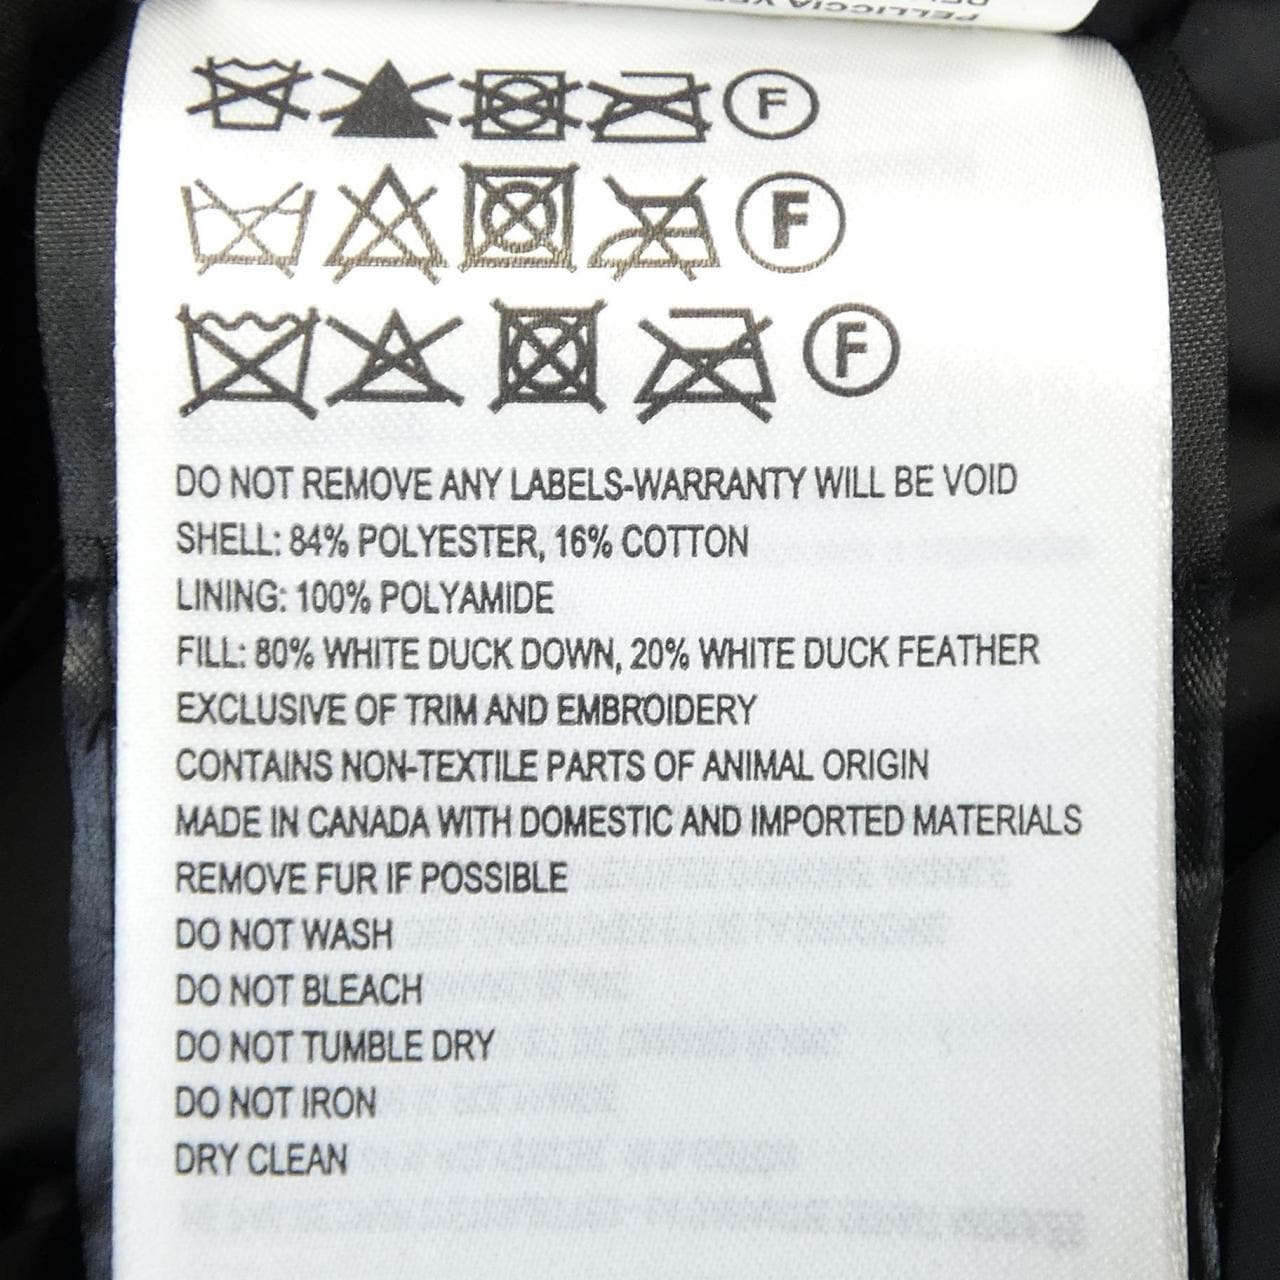 PELLICCIA
F
F
F
DO NOT REMOVE ANY LABELS-WARRANTY WILL BE VOID
SHELL: 84% POLYESTER, 16% COTTON
LINING: 100% POLYAMIDE
FILL: 80% WHITE DUCK DOWN, 20% WHITE DUCK FEATHER
EXCLUSIVE OF TRIM AND EMBROIDERY
CONTAINS NON-TEXTILE PARTS OF ANIMAL ORIGIN
MADE IN CANADA WITH DOMESTIC AND IMPORTED MATERIALS
REMOVE FUR IF POSSIBLE
DO NOT WASH
DO NOT BLEACH
DO NOT TUMBLE DRY
DO NOT IRON
DRY CLEAN